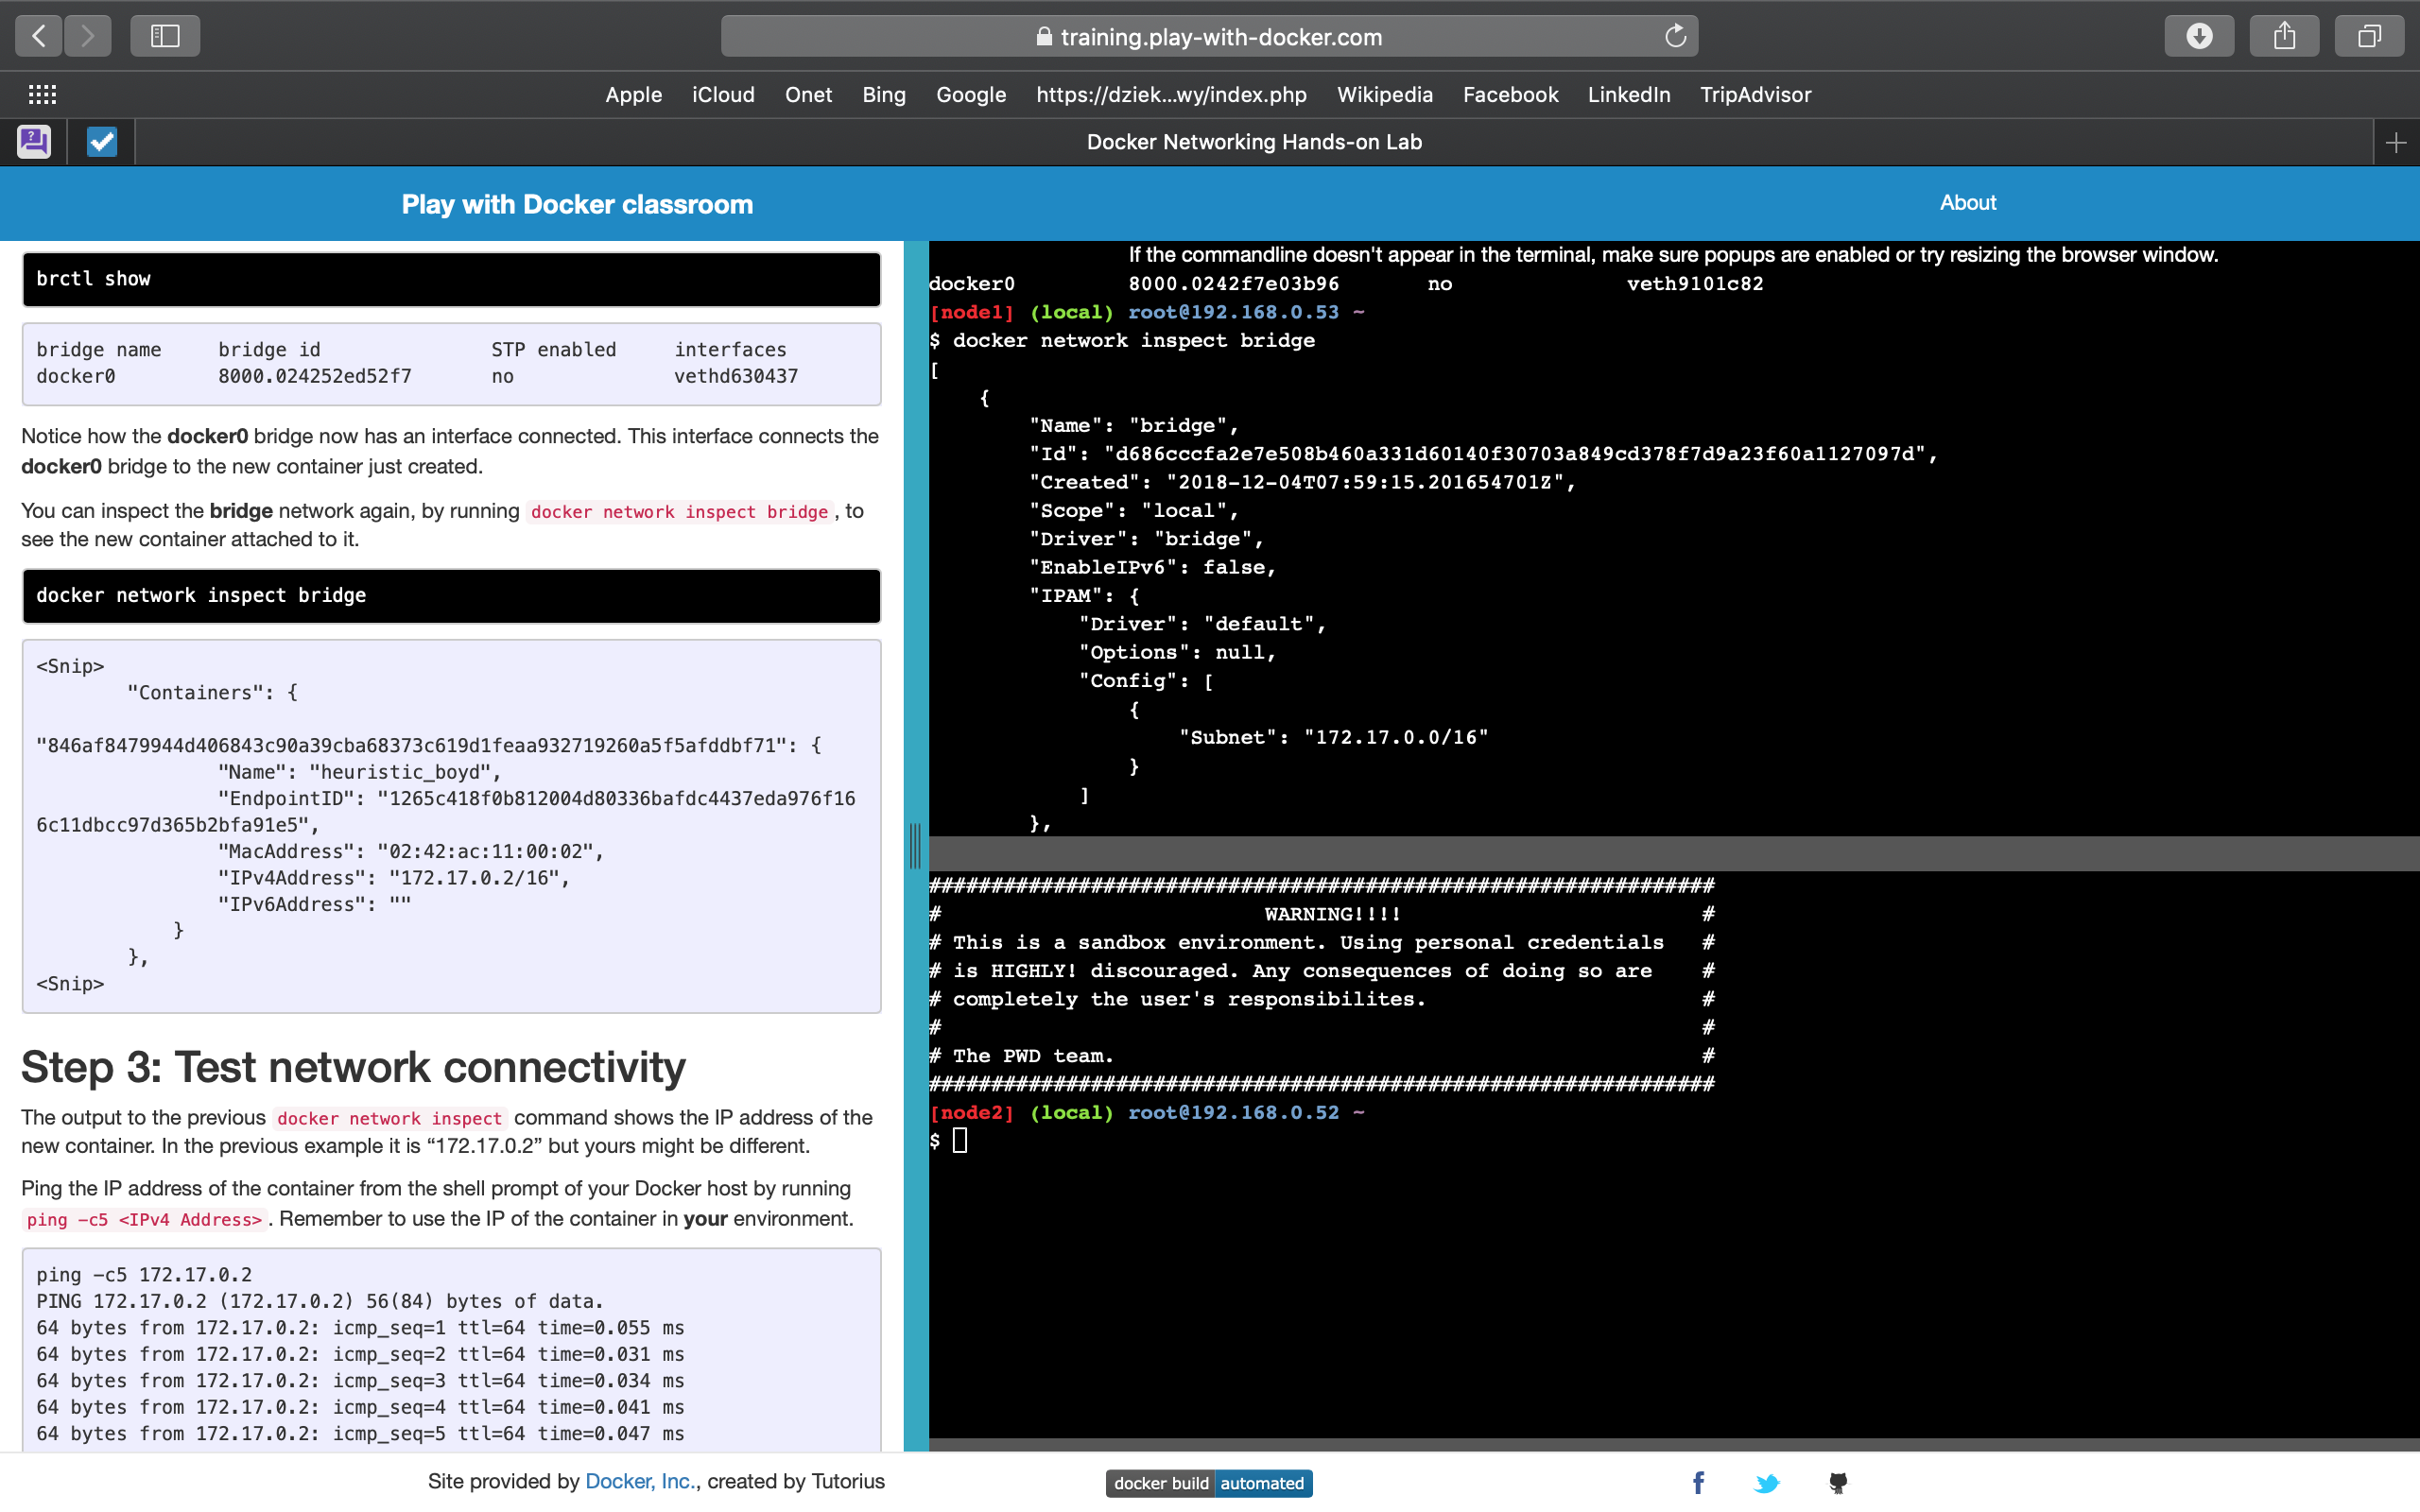 training.play-with-docker.com
Apple iCloud Onet Bing Google https://dziek...wy/index.php Wikipedia Facebook LinkedIn TripAdvisor
Docker Networking Hands-on Lab
Play with Docker classroom
About
brctl show
bridge name bridge id STP enabled interfaces
docker0 8000.024252ed52f7 no vethd630437
Notice how the docker0 bridge now has an interface connected. This interface connects the
docker0 bridge to the new container just created.
You can inspect the bridge network again, by running docker network inspect bridge , to
see the new container attached to it.
docker network inspect bridge
<Snip>
"Containers": {
"846af8479944d406843c90a39cba68373c619d1feaa932719260a5f5afddbf71": {
"Name": "heuristic_boyd",
"EndpointID": "1265c418f0b812004d80336bafdc4437eda976f16
6c11dbcc97d365b2bfa91e5",
"MacAddress": "02:42:ac:11:00:02",
"IPv4Address": "172.17.0.2/16",
"IPv6Address": ""
}
},
<Snip>
Step 3: Test network connectivity
The output to the previous docker network inspect command shows the IP address of the
new container. In the previous example it is “172.17.0.2” but yours might be different.
Ping the IP address of the container from the shell prompt of your Docker host by running
ping -c5 <IPv4 Address> . Remember to use the IP of the container in your environment.
ping -c5 172.17.0.2
PING 172.17.0.2 (172.17.0.2) 56(84) bytes of data.
64 bytes from 172.17.0.2: icmp_seq=1 ttl=64 time=0.055 ms
64 bytes from 172.17.0.2: icmp_seq=2 ttl=64 time=0.031 ms
64 bytes from 172.17.0.2: icmp_seq=3 ttl=64 time=0.034 ms
64 bytes from 172.17.0.2: icmp_seq=4 ttl=64 time=0.041 ms
64 bytes from 172.17.0.2: icmp_seq=5 ttl=64 time=0.047 ms
If the commandline doesn't appear in the terminal, make sure popups are enabled or try resizing the browser window.
docker0 8000.0242f7e03b96 no veth9101c82
[node1] (local) root@192.168.0.53 ~
$ docker network inspect bridge
[
{
"Name": "bridge",
"Id": "d686cccfa2e7e508b460a331d60140f30703a849cd378f7d9a23f60a1127097d",
"Created": "2018-12-04T07:59:15.201654701Z",
"Scope": "local",
"Driver": "bridge",
"EnableIPv6": false,
"IPAM": {
"Driver": "default",
"Options": null,
"Config": [
{
"Subnet": "172.17.0.0/16"
}
]
},
###############################################################
# WARNING!!!! #
# This is a sandbox environment. Using personal credentials #
# is HIGHLY! discouraged. Any consequences of doing so are #
# completely the user's responsibilites. #
# #
# The PWD team. #
###############################################################
[node2] (local) root@192.168.0.52 ~
$
Site provided by Docker, Inc., created by Tutorius
docker build automated